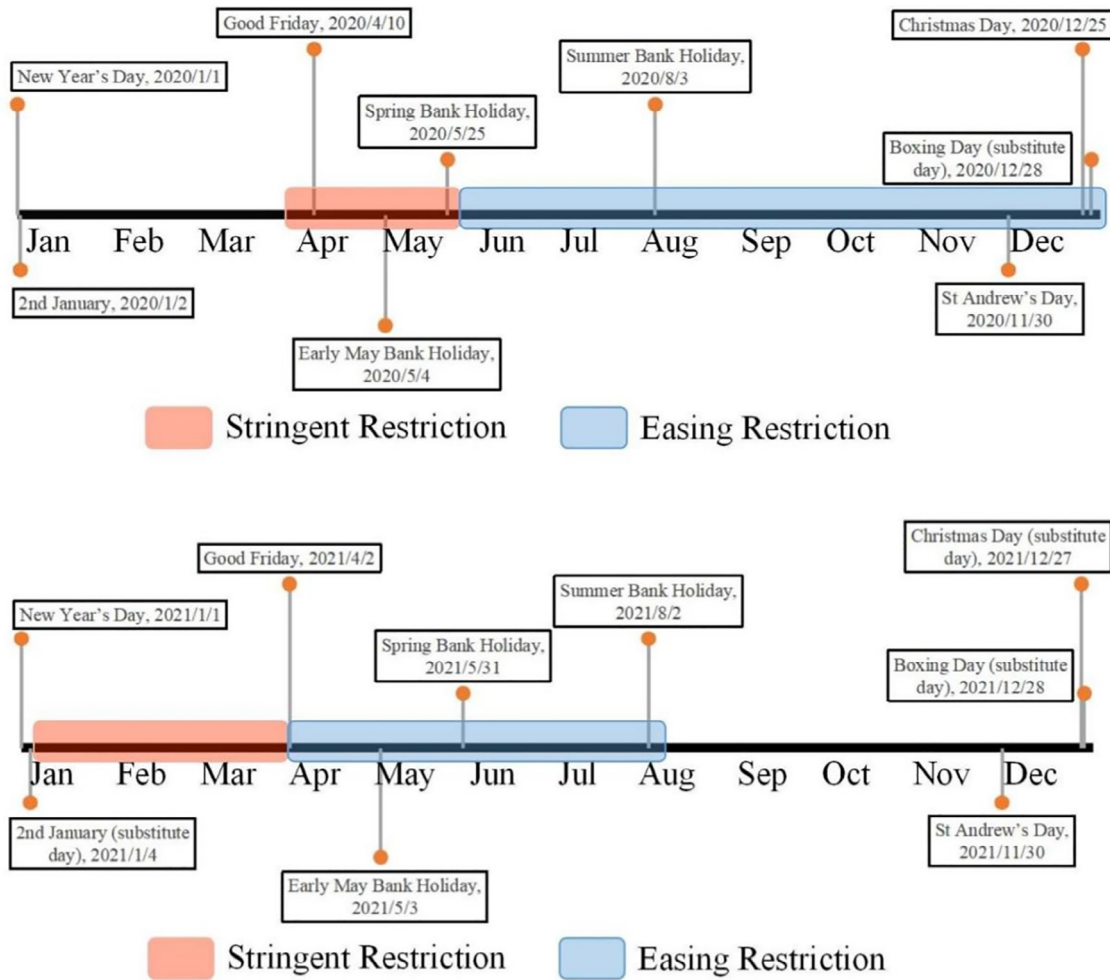 Good Friday, 2020/4/10
Christmas Day, 2020/12/25
New Year's Day, 2020/1/1
Summer Bank Holiday,
2020/8/3
Spring Bank Holiday,
2020/5/25
Boxing Day (substitute
day), 2020/12/28
Jan Feb Mar Apr May Jun Jul Aug Sep Oct Nov Dec
2nd January, 2020/1/2
St Andrew's Day,
2020/11/30
Early May Bank Holiday,
2020/5/4
Stringent Restriction
Easing Restriction
Christmas Day (substitute
day), 2021/12/27
Good Friday, 2021/4/2
Summer Bank Holiday,
2021/8/2
New Year's Day, 2021/1/1
Spring Bank Holiday,
2021/5/31
Boxing Day (substitute
day), 2021/12/28
Jan Feb Mar Apr May Jun Jul Aug Sep Oct Nov Dec
2nd January (substitute
day), 2021/1/4
St Andrew's Day,
2021/11/30
Early May Bank Holiday,
2021/5/3
Stringent Restriction
Easing Restriction